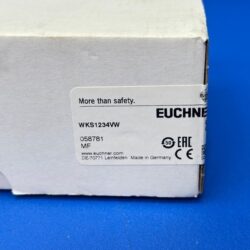 More than safety.
EUCHNER
WKS1234VW
058781
MF
www.euchner.com
DE-70771 Leinfelden Made in Germany